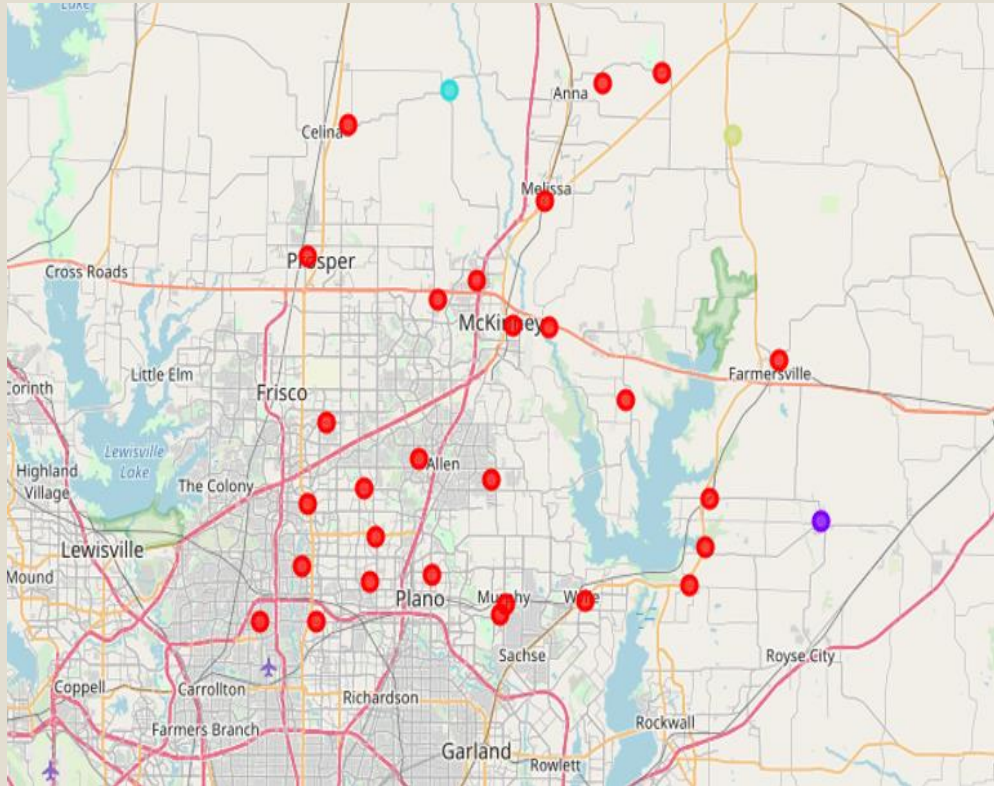 Lake
Anna
Celina
Melissa
Prosper
Cross Roads
McKinney
Little Elm
Farmersville
Corinth
Frisco
Lewisville
Lake
Allen
Highland
Village
The Colony
Lewisville
Mound
Plano
Murphy
Wylie
Sachse
Royse City
Coppell
Carrollton
Richardson
Farmers Branch
Rockwall
Garland
Rowlett